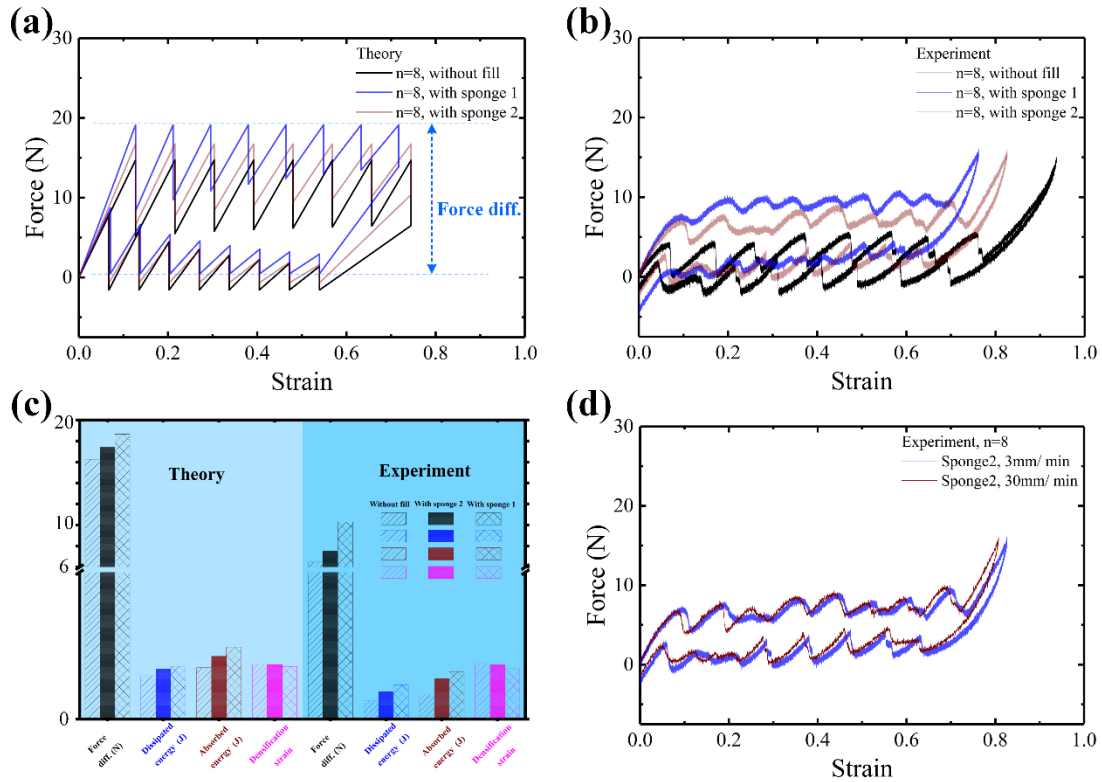 (a)
30
20
10
0
Force (N)
Theory
n=8, without fill
n=8, with sponge 1
n=8, with sponge 2
Force diff.
0.0 0.2 0.4 0.6 0.8 1.0
Strain
(b)
30
20
10
0
Force (N)
Experiment
n=8, without fill
n=8, with sponge 1
n=8, with sponge 2
0.0 0.2 0.4 0.6 0.8 1.0
Strain
(c)
20
10
6
0
Theory
Experiment
Without fill With sponge 2 With sponge 1
Force
diff. (N)
Dissipated
energy (J)
Absorbed
energy (J)
Densification
strain
Force
diff. (N)
Dissipated
energy (J)
Absorbed
energy (J)
Densification
strain
(d)
30
20
10
0
Force (N)
Experiment, n=8
Sponge2, 3mm/ min
Sponge2, 30mm/ min
0.0 0.2 0.4 0.6 0.8 1.0
Strain